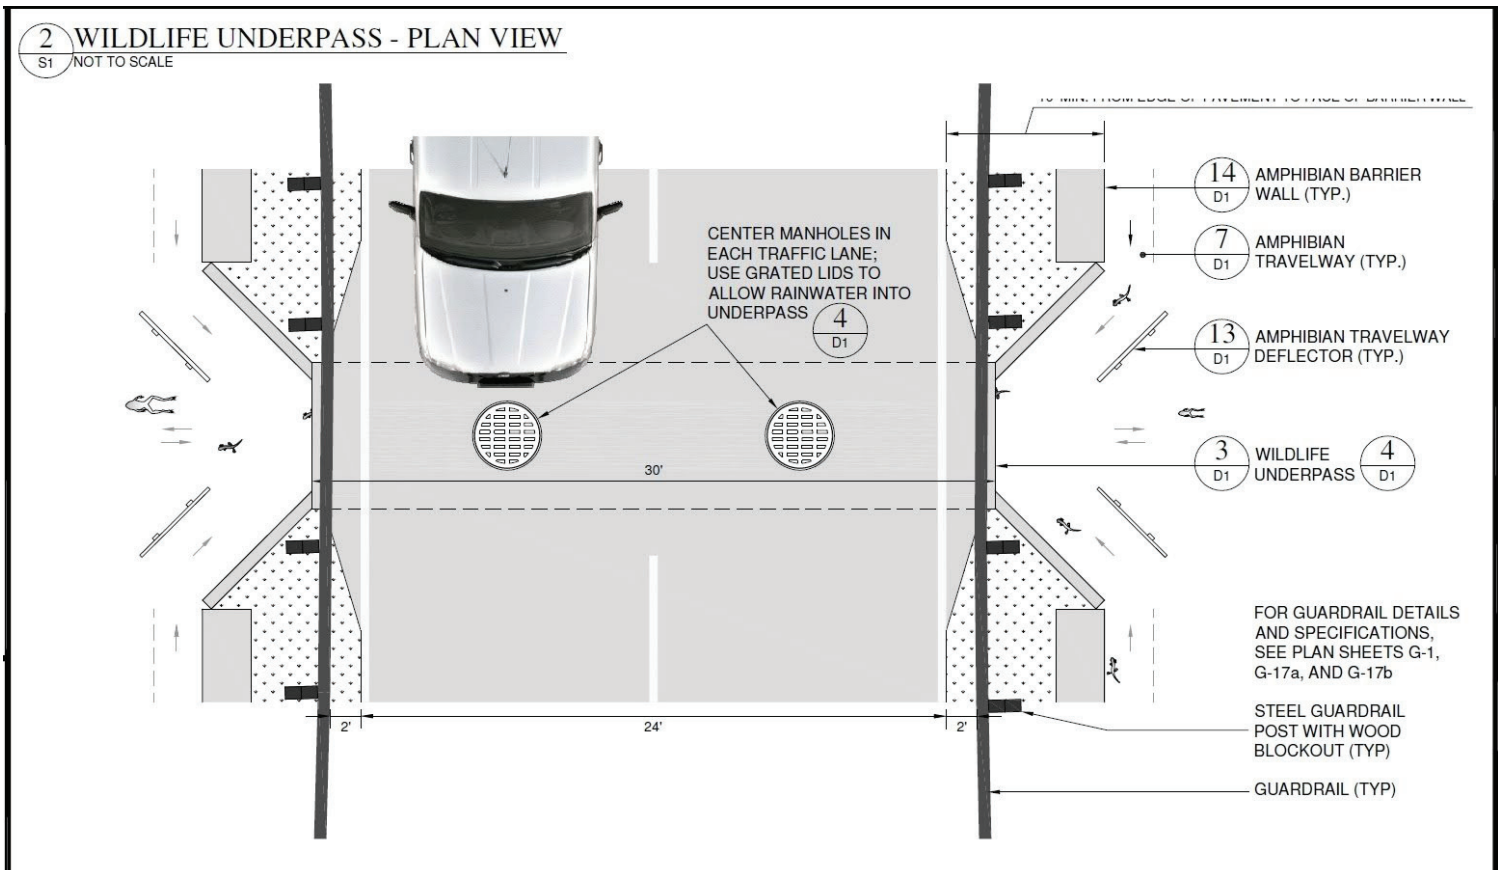 2
S1
WILDLIFE UNDERPASS - PLAN VIEW
NOT TO SCALE
14
D1
AMPHIBIAN BARRIER
WALL (TYP.)
7
D1
AMPHIBIAN
TRAVELWAY (TYP.)
CENTER MANHOLES IN
EACH TRAFFIC LANE;
USE GRATED LIDS TO
ALLOW RAINWATER INTO
UNDERPASS
4
D1
13
D1
AMPHIBIAN TRAVELWAY
DEFLECTOR (TYP.)
3
D1
WILDLIFE
UNDERPASS
4
D1
30'
FOR GUARDRAIL DETAILS
AND SPECIFICATIONS,
SEE PLAN SHEETS G-1,
G-17a, AND G-17b
STEEL GUARDRAIL
POST WITH WOOD
BLOCKOUT (TYP)
2'
24'
2'
GUARDRAIL (TYP)